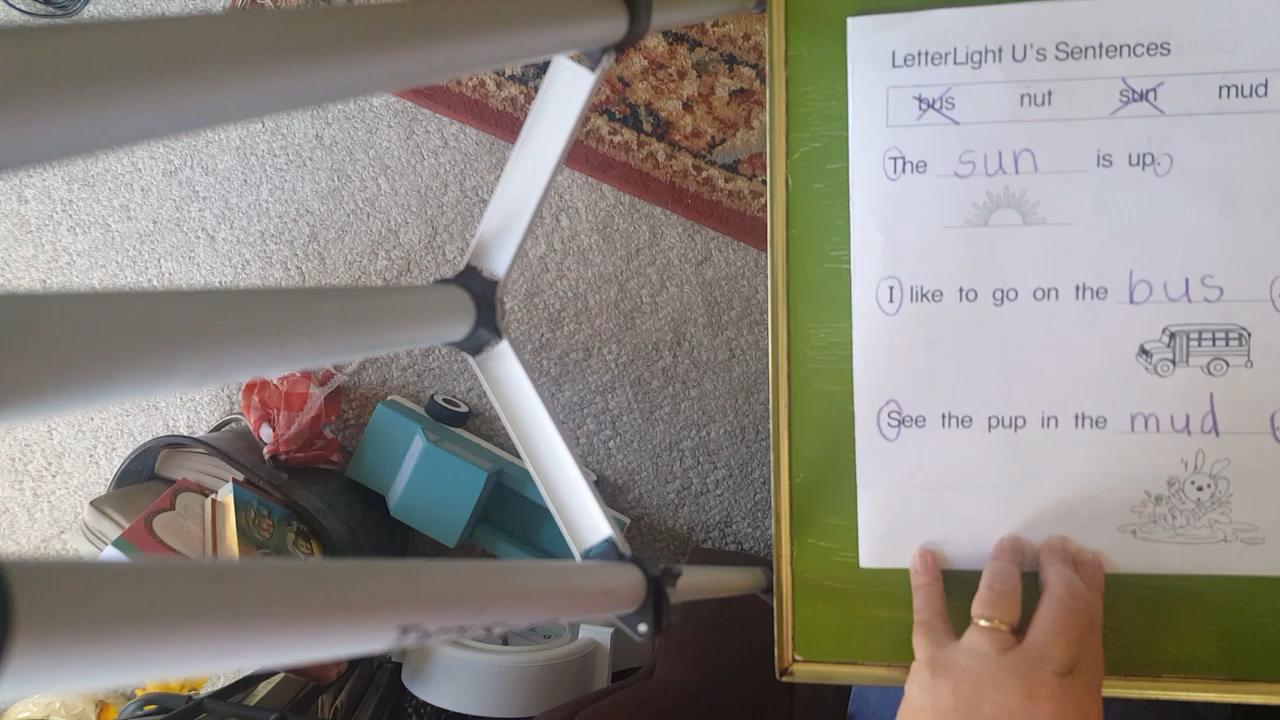 LetterLight U's Sentences
bus nut sun mud
The sun is up.
I like to go on the bus
See the pup in the mud